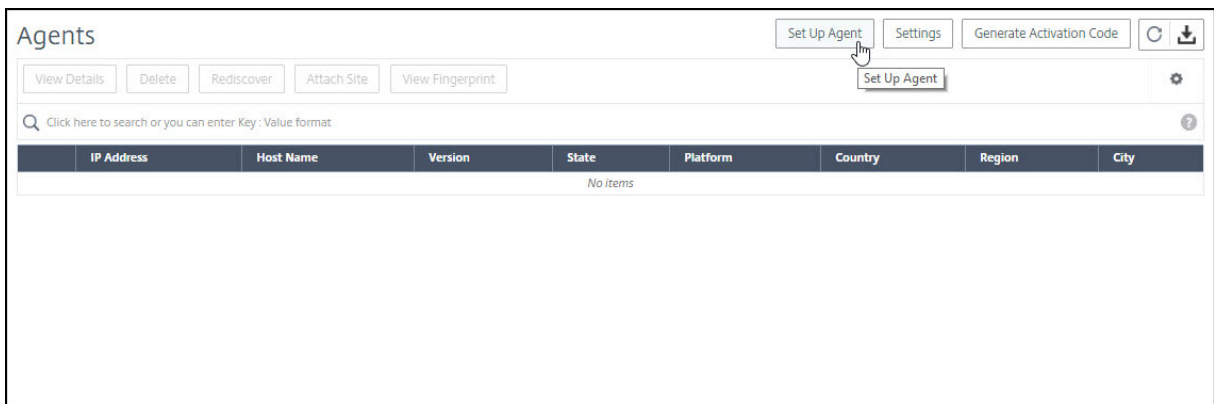 Agents
Set Up Agent Settings Generate Activation Code
Set Up Agent
View Details Delete Rediscover Attach Site View Fingerprint
Click here to search or you can enter Key : Value format
IP Address Host Name Version State Platform Country Region City
No items